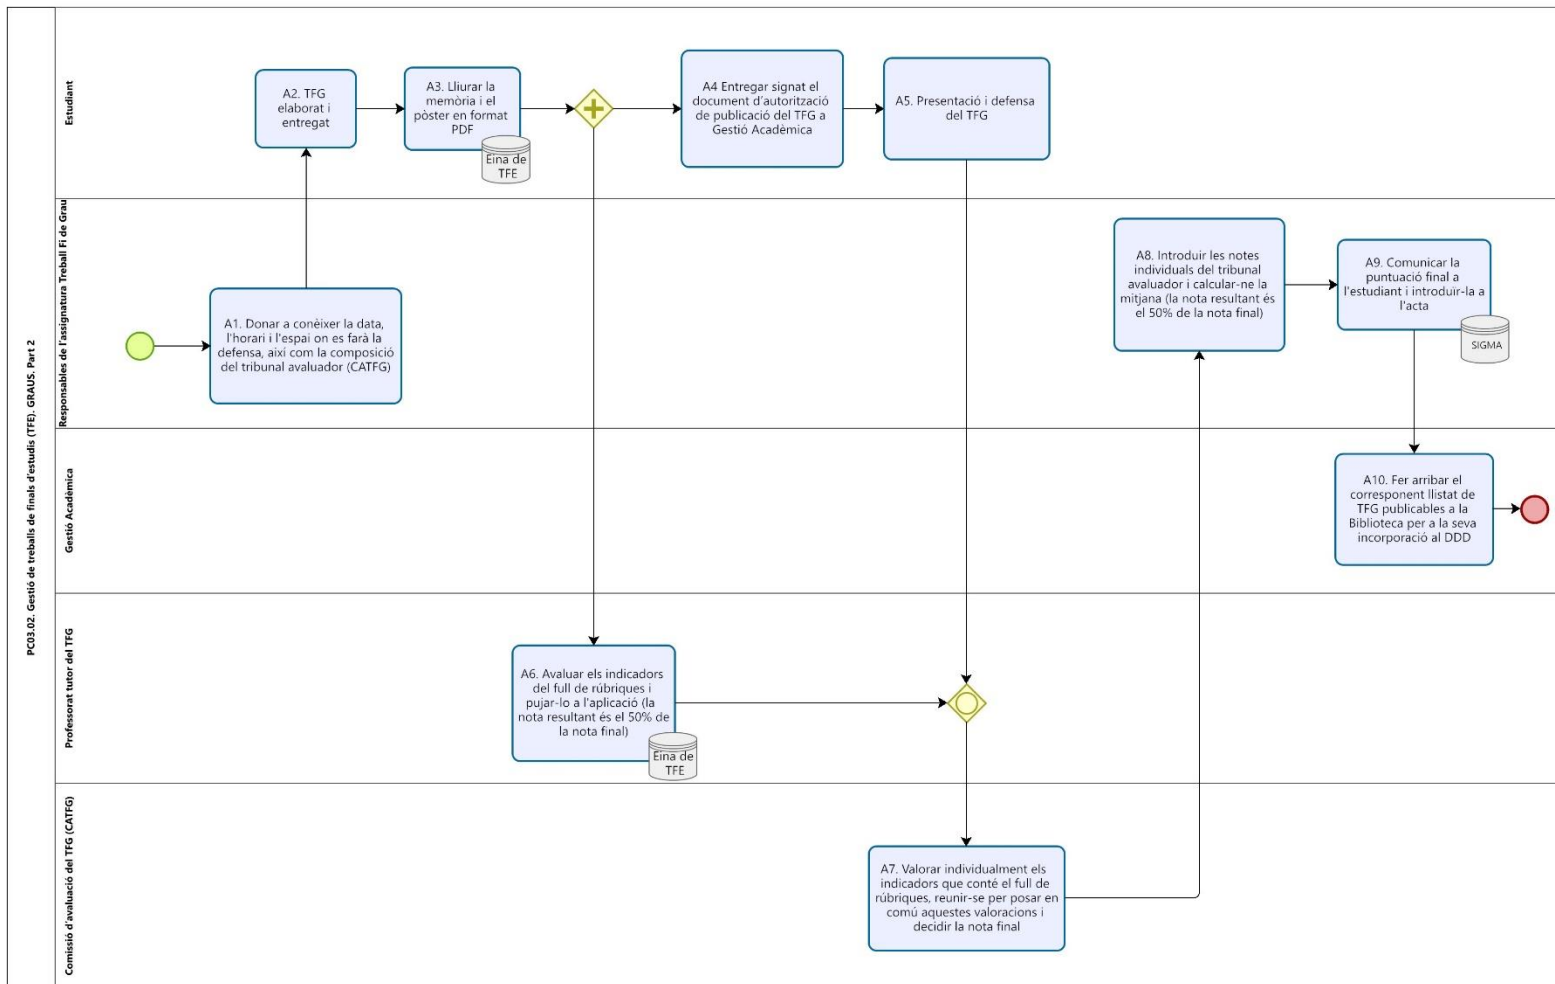 PC03.02. Gestió de treballs de finals d'estudis (TFE). GRAUS. Part 2
Estudiant
A2. TFG
elaborat i
entregat
A3. Lliurar la
memòria i el
pòster en format
PDF
Eina de
TFE
A4 Entregar signat el
document d'autorització
de publicació del TFG a
Gestió Acadèmica
A5. Presentació i defensa
del TFG
Responsables de l'assignatura Treball Fi de Grau
A1. Donar a conèixer la data,
l'horari i l'espai on es farà la
defensa, així com la composició
del tribunal avaluador (CATFG)
A8. Introduir les notes
individuals del tribunal
avaluador i calcular-ne la
mitjana (la nota resultant és
el 50% de la nota final)
A9. Comunicar la
puntuació final a
l'estudiant i introduïr-la a
l'acta
SIGMA
Gestió Acadèmica
A10. Fer arribar el
corresponent llistat de
TFG publicables a la
Biblioteca per a la seva
incorporació al DDD
Professorat tutor del TFG
A6. Avaluar els indicadors
del full de rúbriques i
pujar-lo a l'aplicació (la
nota resultant és el 50% de
la nota final)
Eina de
TFE
Comissió d'avaluació del TFG (CATFG)
A7. Valorar individualment els
indicadors que conté el full de
rúbriques, reunir-se per posar en
comú aquestes valoracions i
decidir la nota final